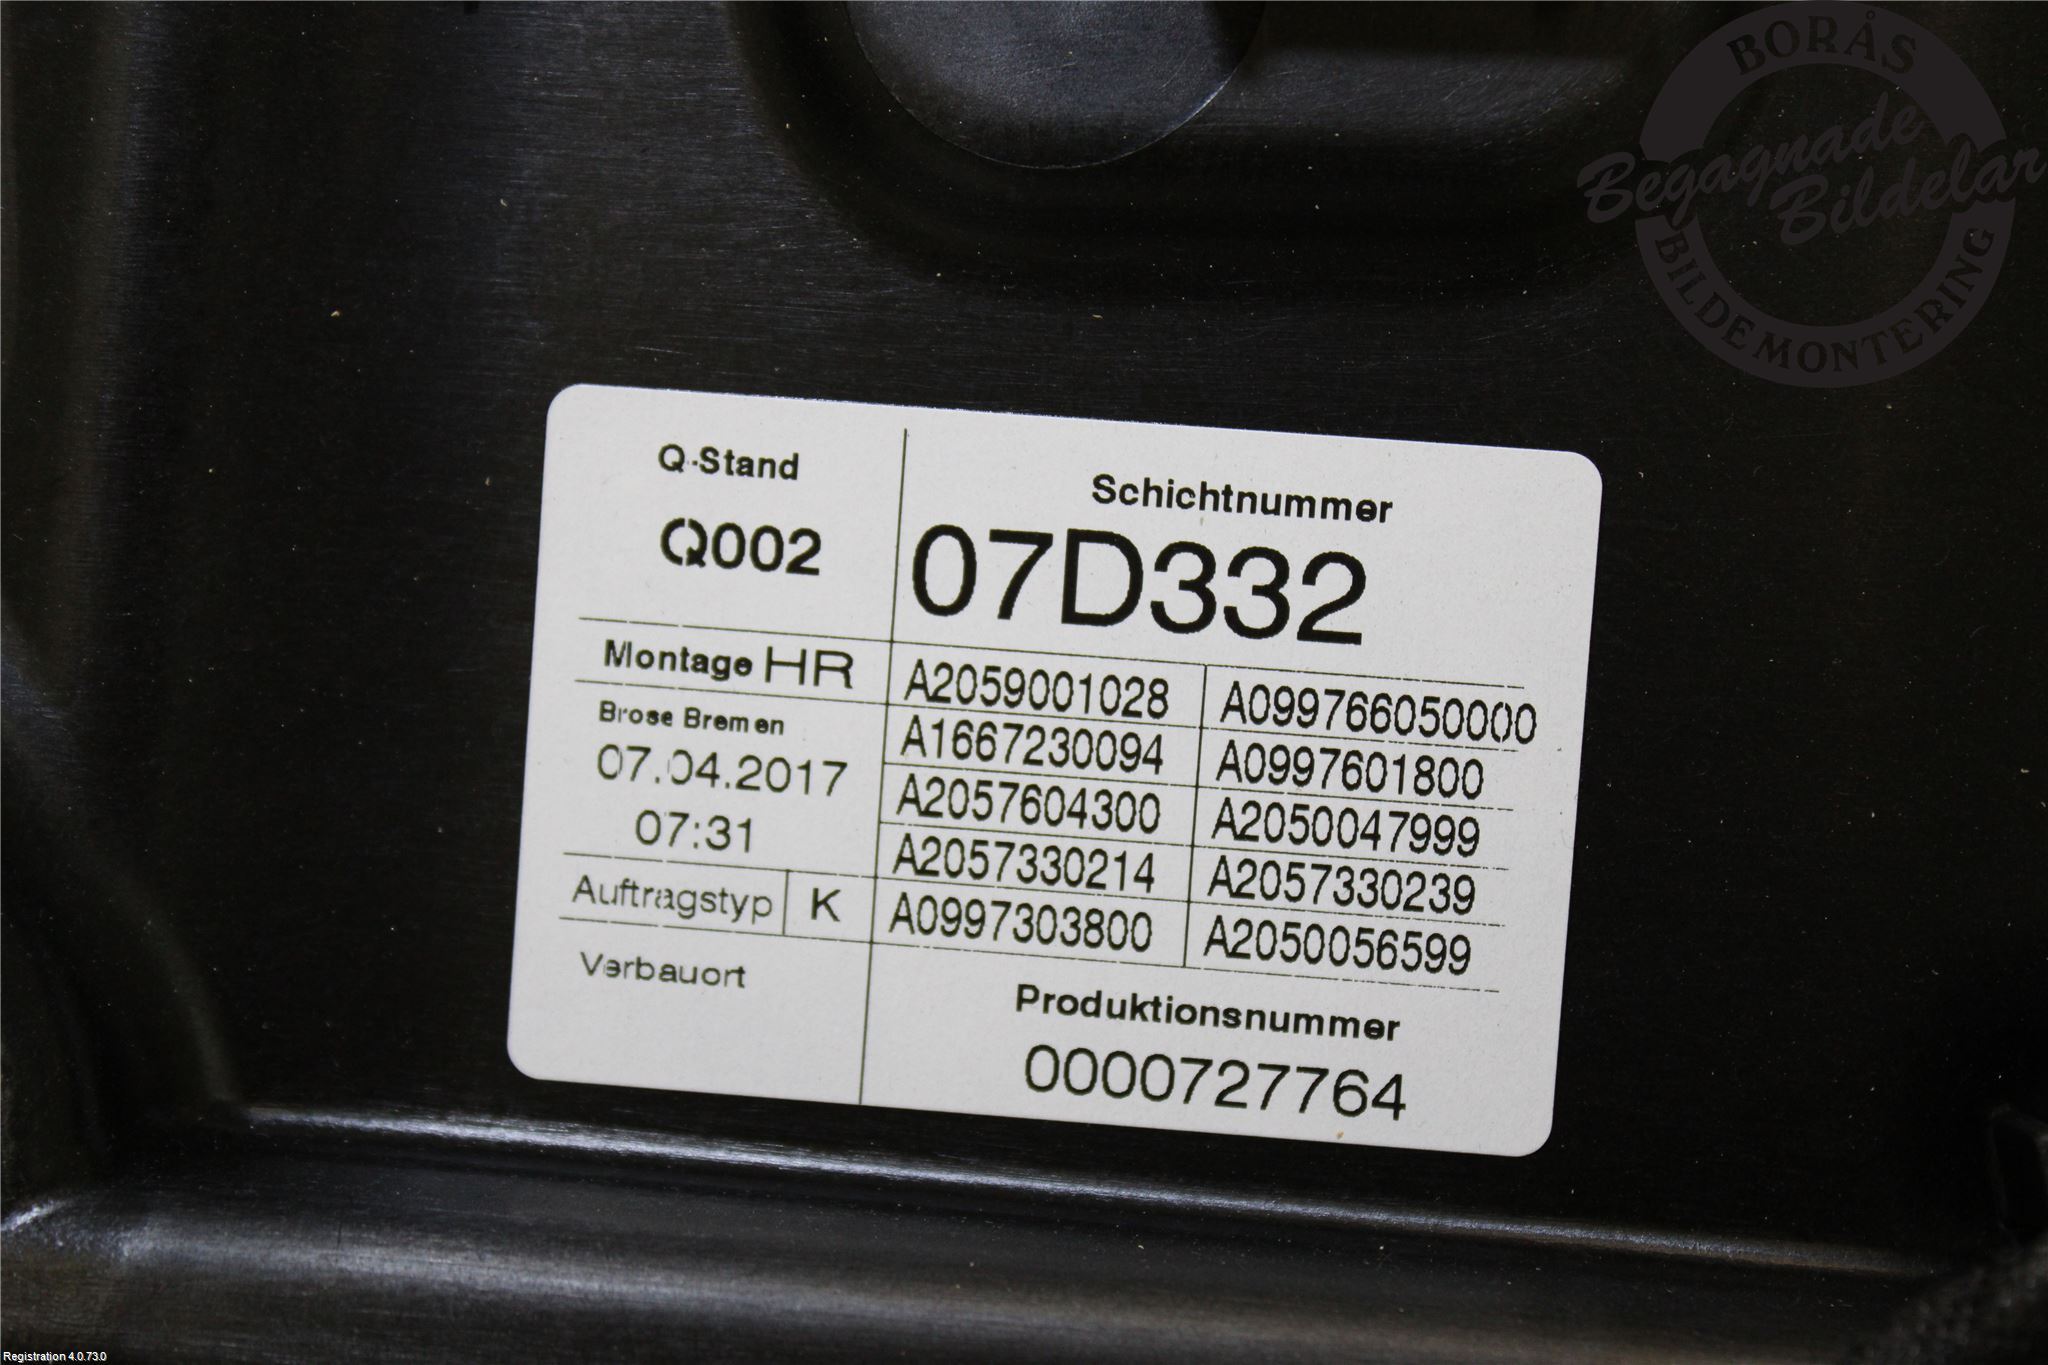 BORÅS
Begagnade
Bildelar
BILDEMONTERING
Q-Stand
Q002
Schichtnummer
07D332
Montage HR
Brose Bremen
07.04.2017
07:31
Auftragstyp K
Verbauort
A2059001028 A099766050000
A1667230094 A0997601800
A2057604300 A2050047999
A2057330214 A2057330239
A0997303800 A2050056599
Produktionsnummer
0000727764
Registration 4.0.73.0